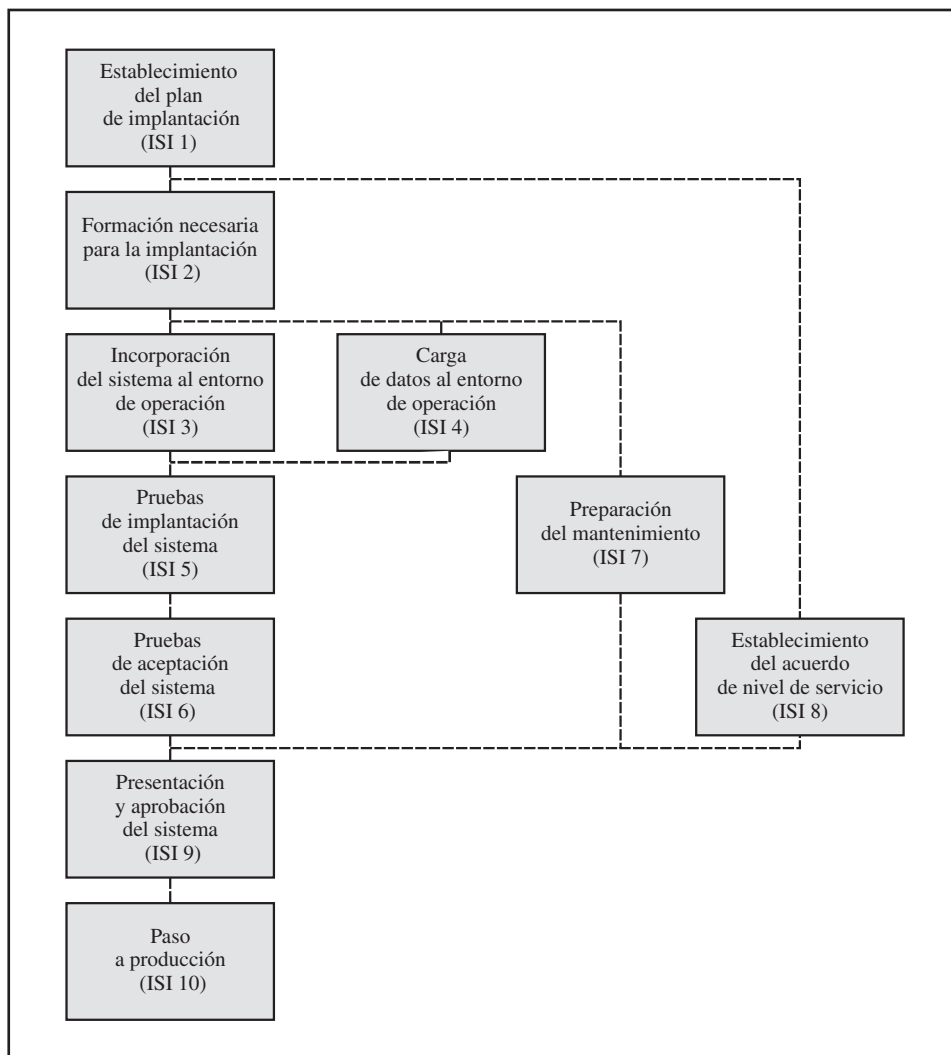 Establecimiento
del plan
de implantación
(ISI 1)
Formación necesaria
para la implantación
(ISI 2)
Incorporación
del sistema al entorno
de operación
(ISI 3)
Carga
de datos al entorno
de operación
(ISI 4)
Pruebas
de implantación
del sistema
(ISI 5)
Preparación
del mantenimiento
(ISI 7)
Pruebas
de aceptación
del sistema
(ISI 6)
Establecimiento
del acuerdo
de nivel de servicio
(ISI 8)
Presentación
y aprobación
del sistema
(ISI 9)
Paso
a producción
(ISI 10)